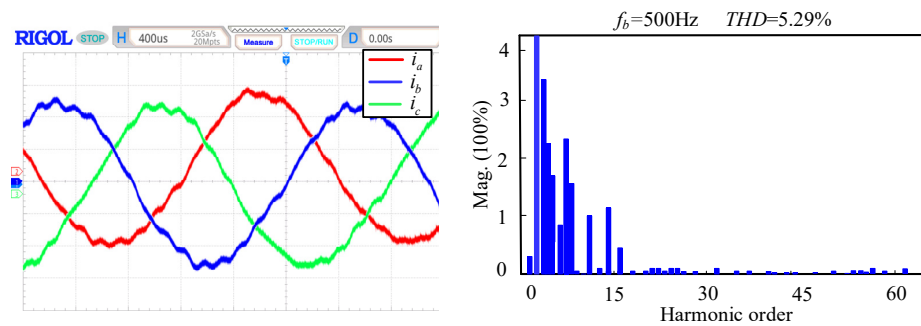 RIGOL STOP H 400us 2GSa/s 20Mpts Measure STOP/RUN D 0.00s
T
i_a
i_b
i_c
f_b=500Hz THD=5.29%
Mag. (100%)
4
3
2
1
0
0 15 30 45 60
Harmonic order